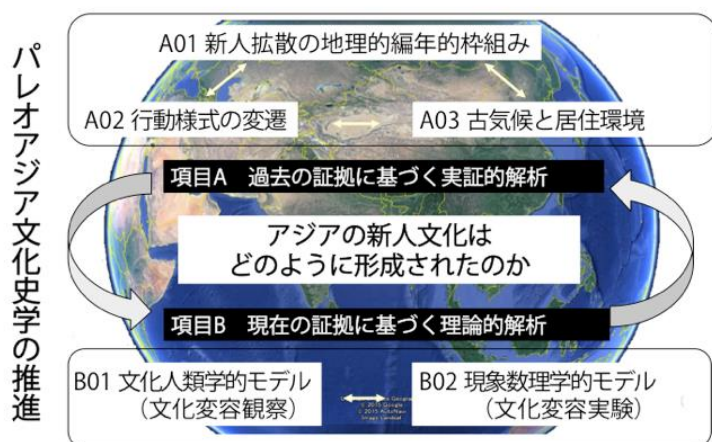 パレオアジア文化史学の推進
A01 新人拡散の地理的編年的枠組み
A02 行動様式の変遷
A03 古気候と居住環境
項目A 過去の証拠に基づく実証的解析
アジアの新人文化は
どのように形成されたのか
項目B 現在の証拠に基づく理論的解析
B01 文化人類学的モデル
（文化変容観察）
B02 現象数理学的モデル
（文化変容実験）
© 2015 Google